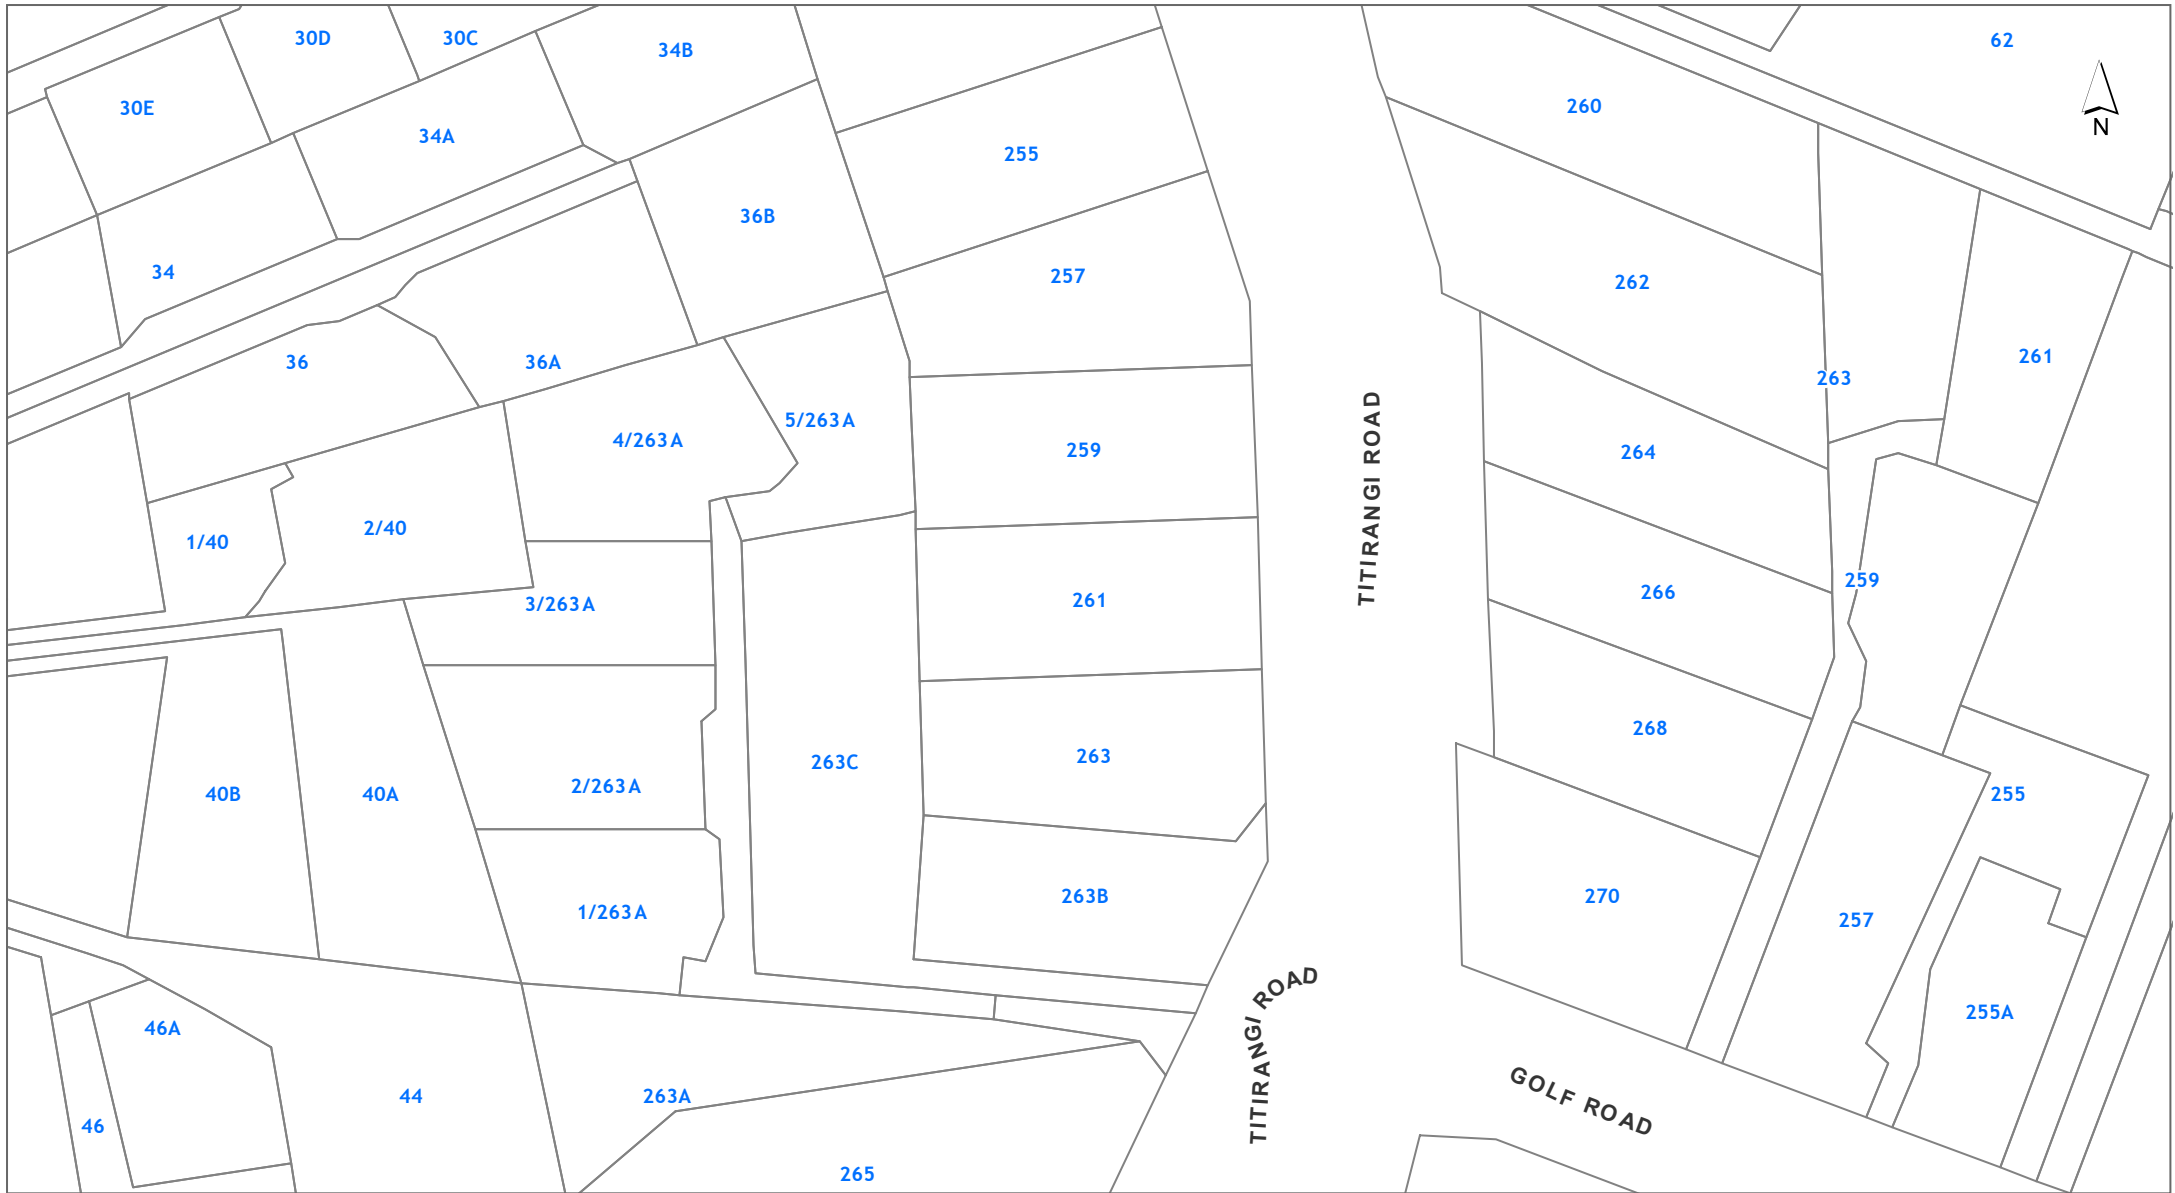 30D
30C
34B
62
30E
260
N
34A
255
36B
34
257
262
36
36A
263
261
5/263A
4/263A
259
264
TITIRANGI ROAD
1/40
2/40
3/263A
261
266
259
263C
263
268
40B
40A
2/263A
255
1/263A
263B
270
257
46A
TITIRANGI ROAD
255A
44
263A
GOLF ROAD
46
265